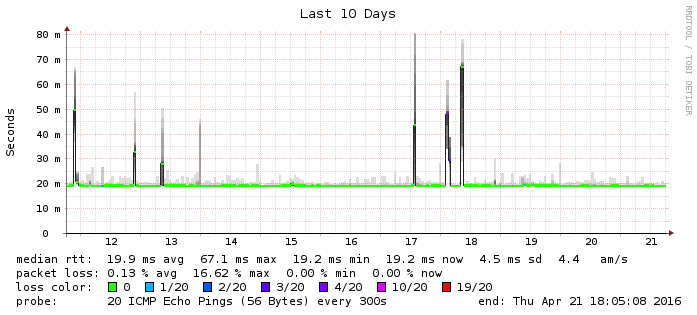 Last 10 Days
RRDTOOL / TOBI OETIKER
Seconds
80 m
70 m
60 m
50 m
40 m
30 m
20 m
10 m
0
12 13 14 15 16 17 18 19 20 21
median rtt: 19.9 ms avg 67.1 ms max 19.2 ms min 19.2 ms now 4.5 ms sd 4.4 am/s
packet loss: 0.13 % avg 16.62 % max 0.00 % min 0.00 % now
loss color: 0 1/20 2/20 3/20 4/20 10/20 19/20
probe: 20 ICMP Echo Pings (56 Bytes) every 300s end: Thu Apr 21 18:05:08 2016